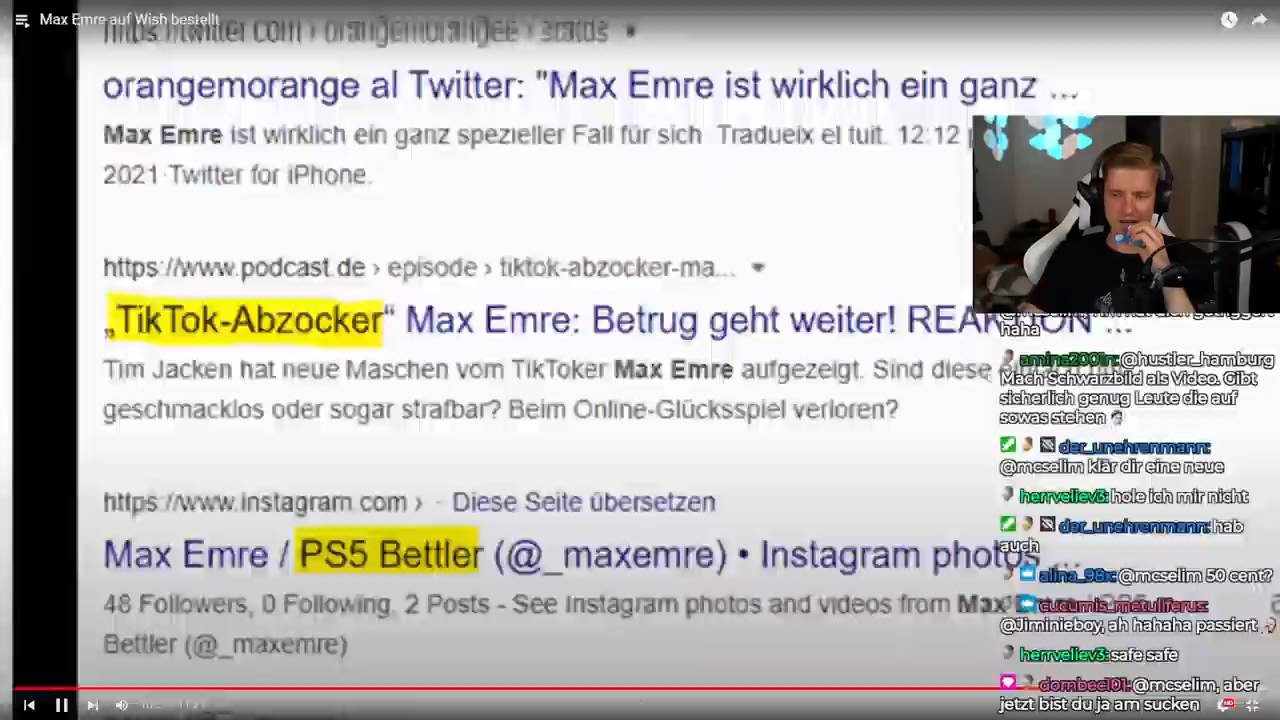 Max Emre auf Wish bestellt
orangemorange al Twitter: "Max Emre ist wirklich ein ganz ...
Max Emre ist wirklich ein ganz spezieller Fall für sich Tradueix el tuit. 12:12
2021·Twitter for iPhone.
https://www.podcast.de › episode › tiktok-abzocker-ma...
„TikTok-Abzocker“ Max Emre: Betrug geht weiter! REAKTION ...
Tim Jacken hat neue Maschen vom TikToker Max Emre aufgezeigt. Sind diese
geschmacklos oder sogar strafbar? Beim Online-Glücksspiel verloren?
https://www.instagram.com › · Diese Seite übersetzen
Max Emre / PS5 Bettler (@_maxemre) • Instagram photos ...
48 Followers, 0 Following, 2 Posts - See Instagram photos and videos from Max
Bettler (@_maxemre)
haha
amina2001n: @hustler_hamburg
Mach Schwarzbild als Video. Gibt
sicherlich genug Leute die auf
sowas stehen
der_unehrenmann:
@mcselim klär dir eine neue
herrveliev3: hole ich mir nicht
der_unehrenmann: hab
auch
alina_98x: @mcselim 50 cent?
cucumis_metuliferus:
@Jiminieboy, ah hahaha passiert
herrveliev3: safe safe
dombec101: @mcselim, aber
jetzt bist du ja am sucken